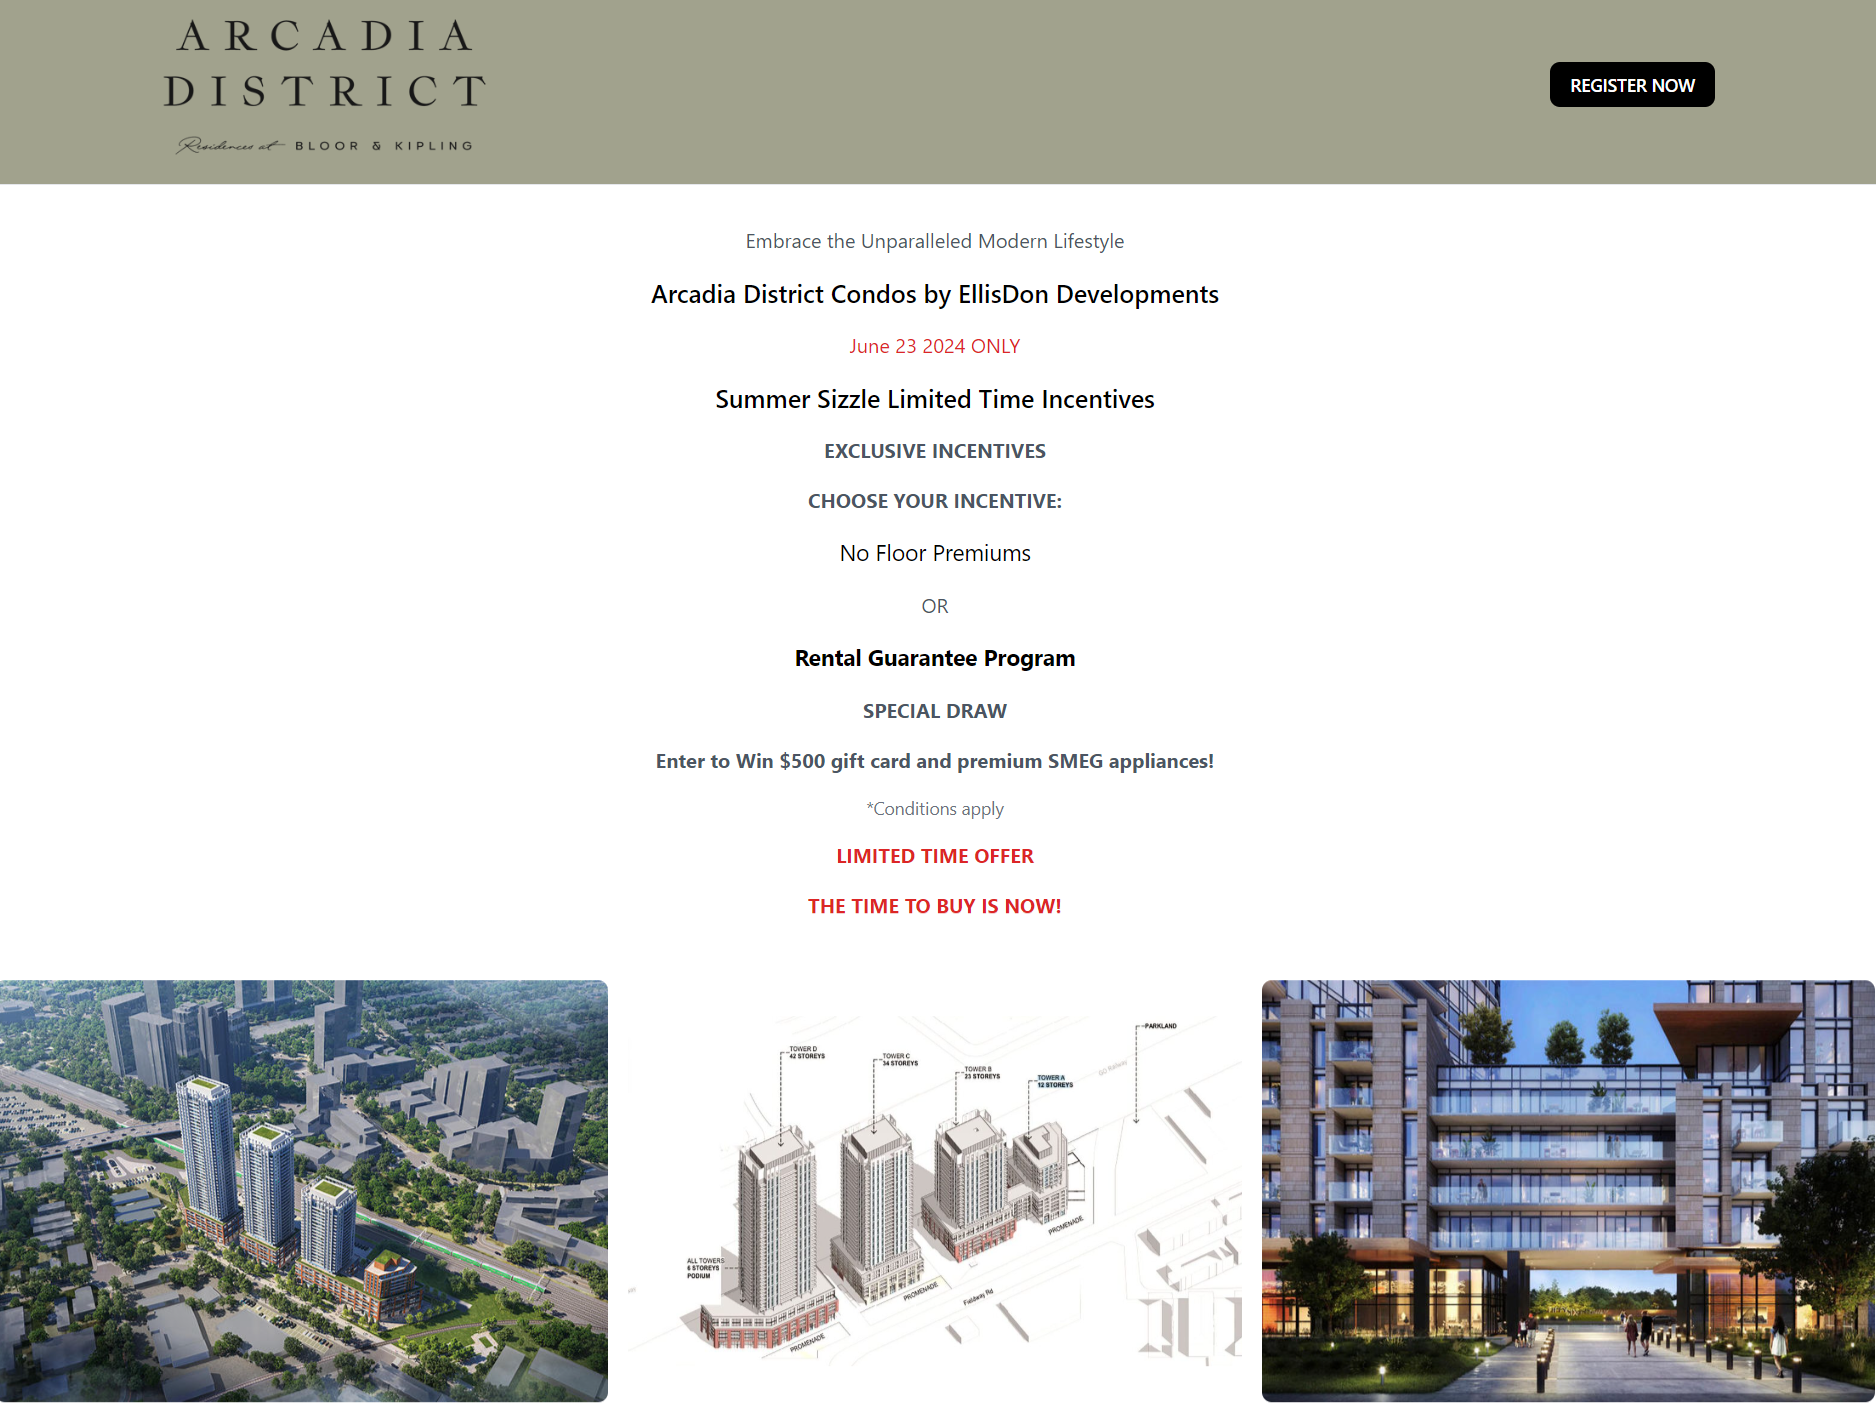 ARCADIA
DISTRICT
Residences at BLOOR & KIPLING
REGISTER NOW
Embrace the Unparalleled Modern Lifestyle
Arcadia District Condos by EllisDon Developments
June 23 2024 ONLY
Summer Sizzle Limited Time Incentives
EXCLUSIVE INCENTIVES
CHOOSE YOUR INCENTIVE:
No Floor Premiums
OR
Rental Guarantee Program
SPECIAL DRAW
Enter to Win $500 gift card and premium SMEG appliances!
*Conditions apply
LIMITED TIME OFFER
THE TIME TO BUY IS NOW!
PARKLAND
TOWER D
42 STOREYS
TOWER C
34 STOREYS
TOWER B
23 STOREYS
TOWER A
12 STOREYS
GO Railway
PROMENADE
ALL TOWERS
6 STOREYS
PODIUM
PROMENADE
Fieldway Rd
PROMENADE